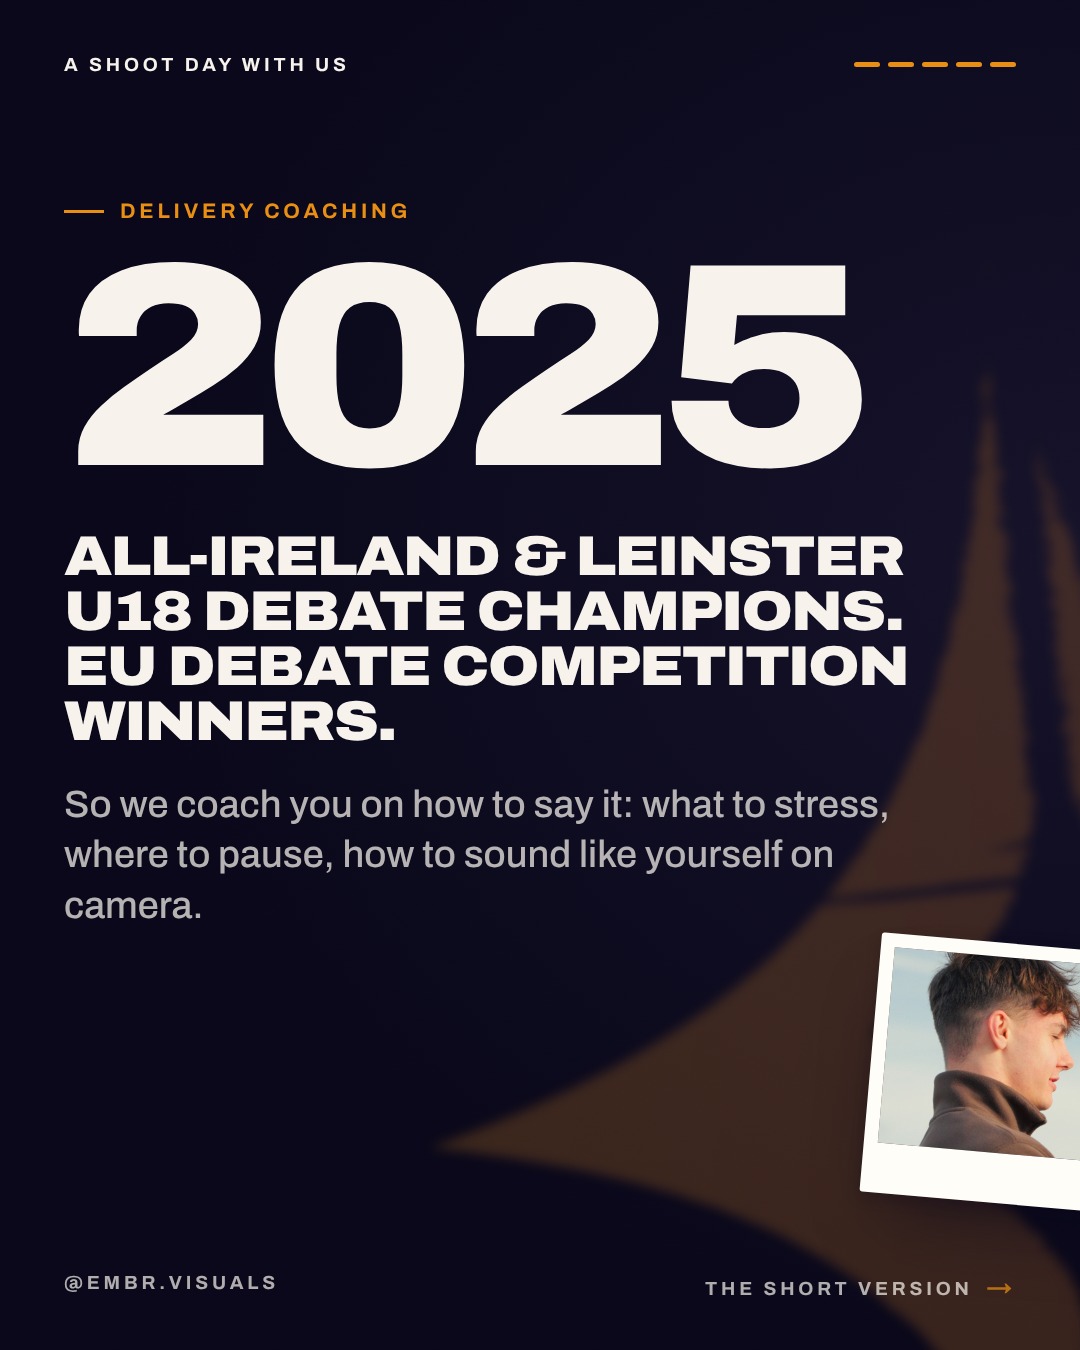 A SHOOT DAY WITH US
DELIVERY COACHING
2025
ALL-IRELAND & LEINSTER
U18 DEBATE CHAMPIONS.
EU DEBATE COMPETITION
WINNERS.
So we coach you on how to say it: what to stress,
where to pause, how to sound like yourself on
camera.
@EMBR.VISUALS
THE SHORT VERSION →